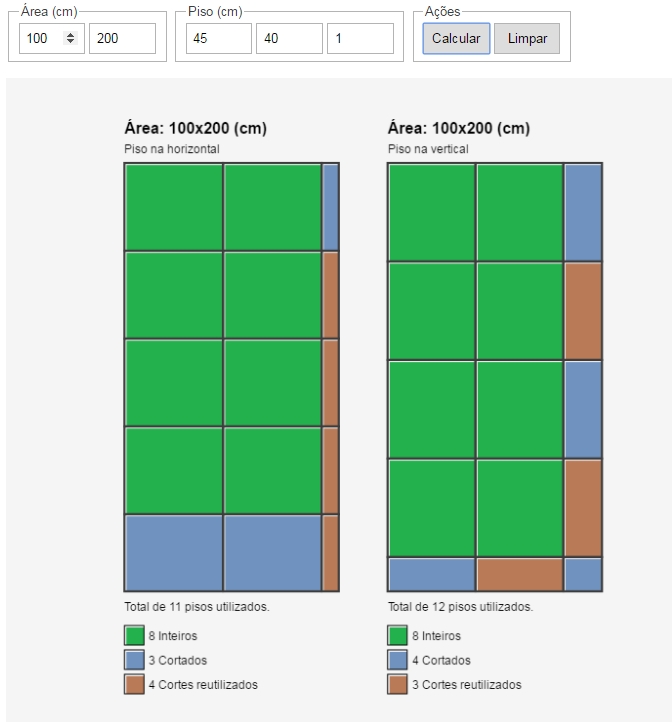 Área (cm) Piso (cm) Ações
100 200 45 40 1 Calcular Limpar
Área: 100x200 (cm)
Piso na horizontal
Total de 11 pisos utilizados.
8 Inteiros
3 Cortados
4 Cortes reutilizados
Área: 100x200 (cm)
Piso na vertical
Total de 12 pisos utilizados.
8 Inteiros
4 Cortados
3 Cortes reutilizados